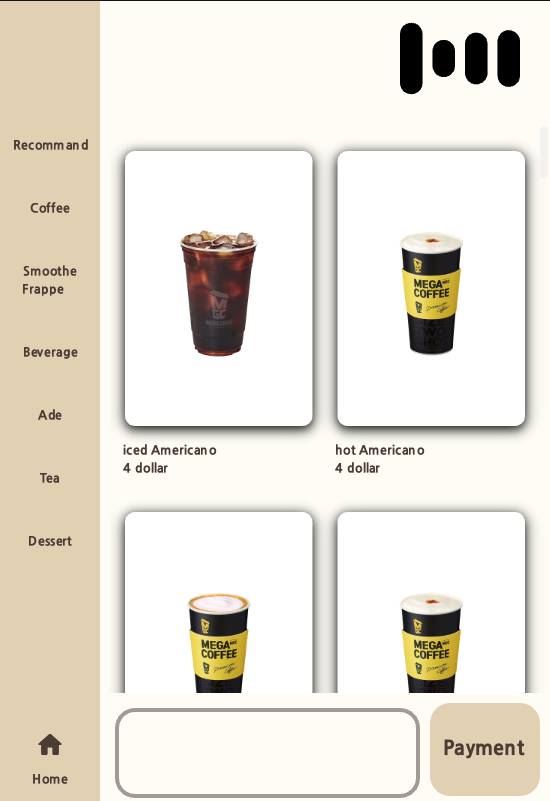 Recommand
Coffee
Smoothe
Frappe
Beverage
Ade
Tea
Dessert
Home
MEGA
COFFEE
iced Americano
4 dollar
hot Americano
4 dollar
MEGA
COFFEE
MEGA
COFFEE
Payment